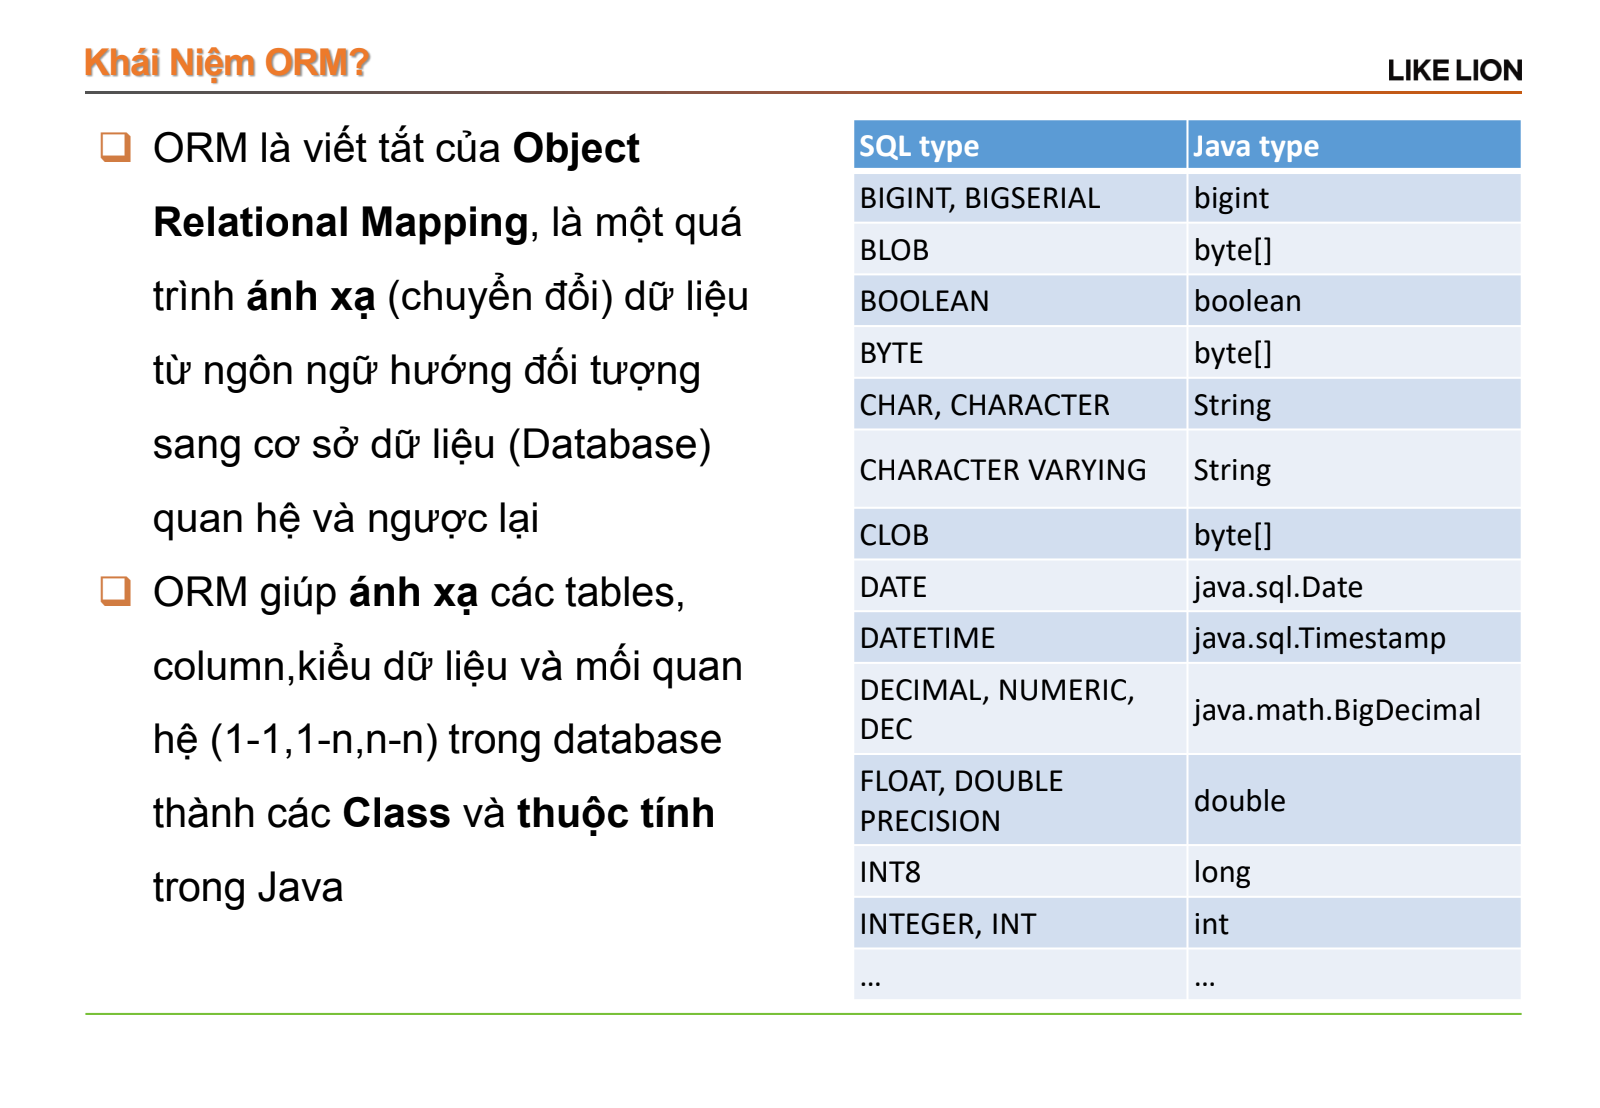 Khái Niệm ORM?
LIKE LION
ORM là viết tắt của Object
Relational Mapping, là một quá
trình ánh xạ (chuyển đổi) dữ liệu
từ ngôn ngữ hướng đối tượng
sang cơ sở dữ liệu (Database)
quan hệ và ngược lại
ORM giúp ánh xạ các tables,
column,kiểu dữ liệu và mối quan
hệ (1-1,1-n,n-n) trong database
thành các Class và thuộc tính
trong Java
SQL type Java type
BIGINT, BIGSERIAL bigint
BLOB byte[]
BOOLEAN boolean
BYTE byte[]
CHAR, CHARACTER String
CHARACTER VARYING String
CLOB byte[]
DATE java.sql.Date
DATETIME java.sql.Timestamp
DECIMAL, NUMERIC,
DEC java.math.BigDecimal
FLOAT, DOUBLE
PRECISION double
INT8 long
INTEGER, INT int
... ...